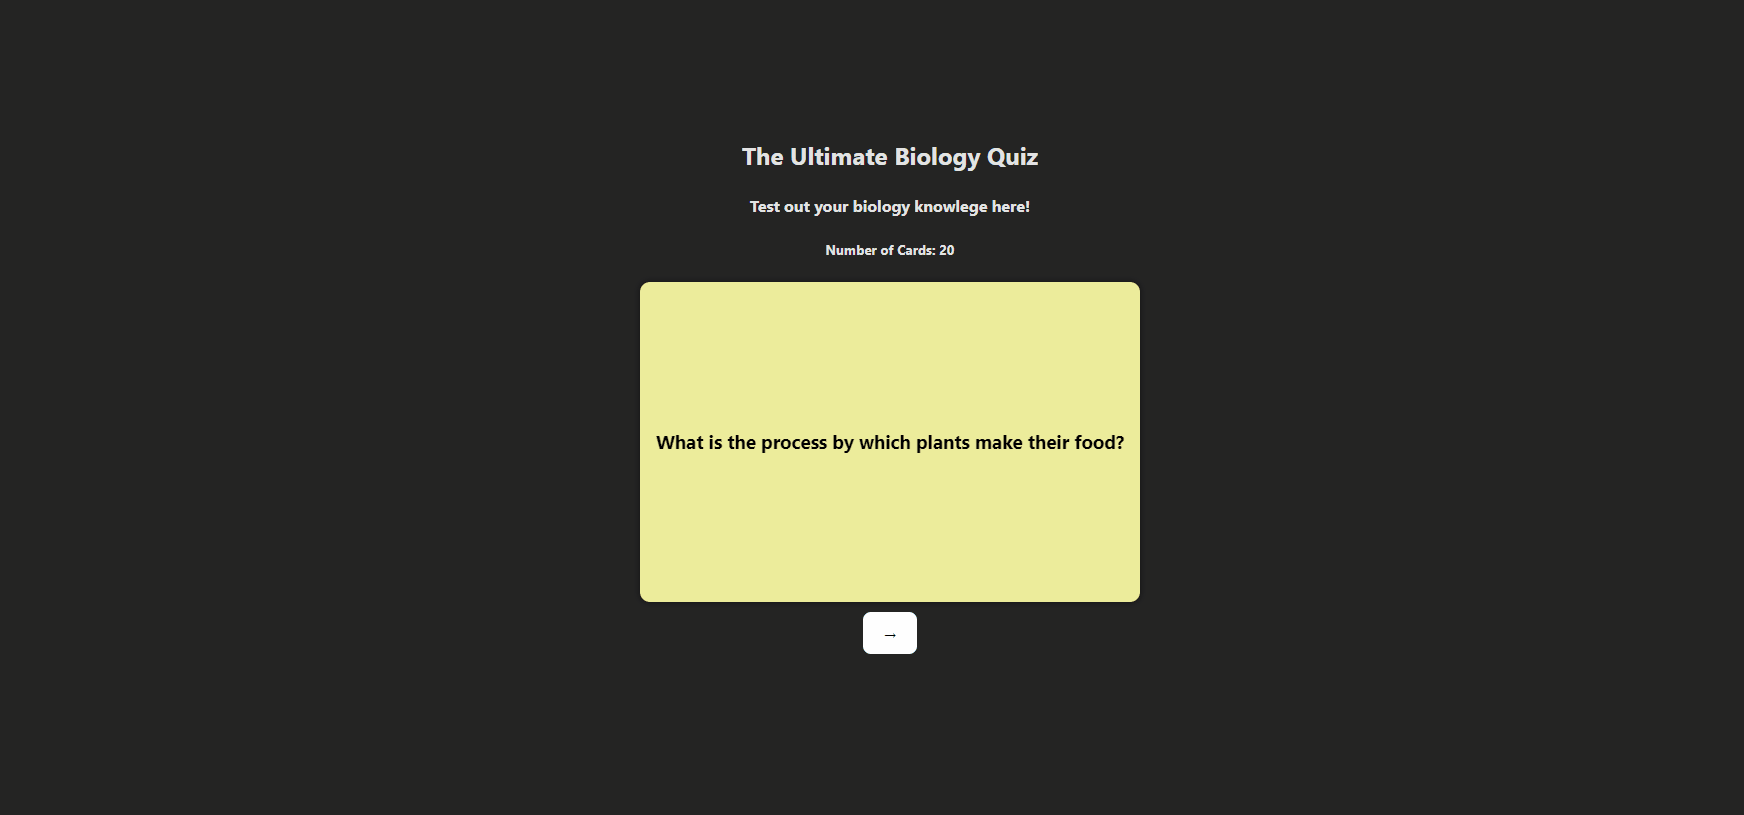 The Ultimate Biology Quiz
Test out your biology knowlege here!
Number of Cards: 20
What is the process by which plants make their food?
→